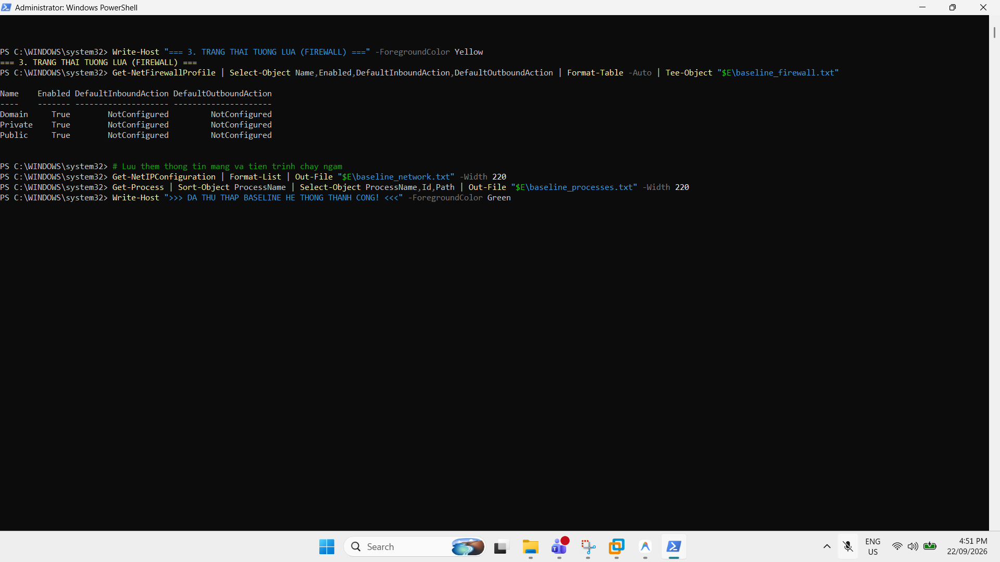 Administrator: Windows PowerShell
PS C:\WINDOWS\system32> Write-Host "=== 3. TRANG THAI TUONG LUA (FIREWALL) ===" -ForegroundColor Yellow
=== 3. TRANG THAI TUONG LUA (FIREWALL) ===
PS C:\WINDOWS\system32> Get-NetFirewallProfile | Select-Object Name,Enabled,DefaultInboundAction,DefaultOutboundAction | Format-Table -Auto | Tee-Object "$E\baseline_firewall.txt"
Name    Enabled DefaultInboundAction DefaultOutboundAction
----    ------- -------------------- ---------------------
Domain     True        NotConfigured         NotConfigured
Private    True        NotConfigured         NotConfigured
Public     True        NotConfigured         NotConfigured
PS C:\WINDOWS\system32> # Luu them thong tin mang va tien trinh chay ngam
PS C:\WINDOWS\system32> Get-NetIPConfiguration | Format-List | Out-File "$E\baseline_network.txt" -Width 220
PS C:\WINDOWS\system32> Get-Process | Sort-Object ProcessName | Select-Object ProcessName,Id,Path | Out-File "$E\baseline_processes.txt" -Width 220
PS C:\WINDOWS\system32> Write-Host ">>> DA THU THAP BASELINE HE THONG THANH CONG! <<<" -ForegroundColor Green
Search
ENG
US
4:51 PM
22/09/2026